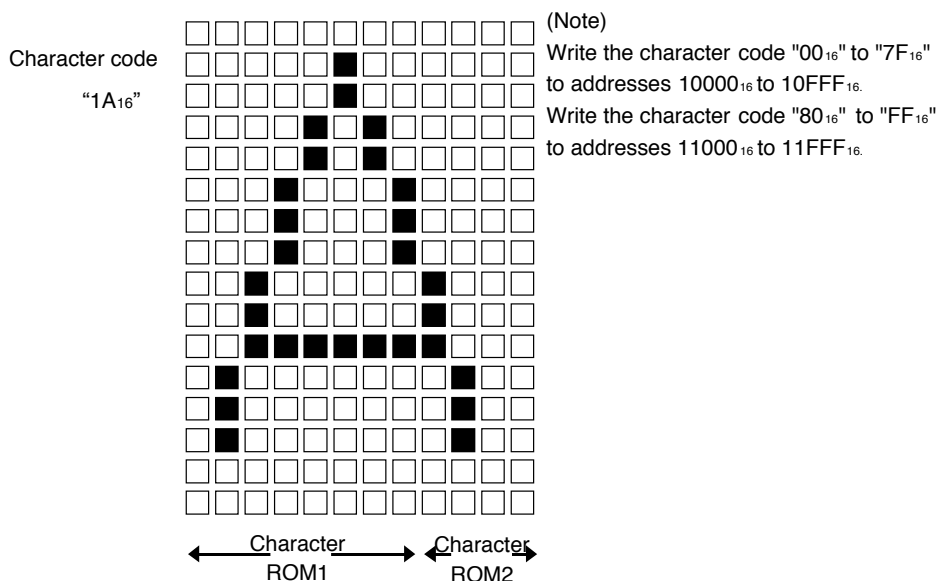 Character code
“1A16”
(Note)
Write the character code "0016" to "7F16"
to addresses 1000016 to 10FFF16.
Write the character code "8016" to "FF16"
to addresses 1100016 to 11FFF16.
Character
ROM1
Character
ROM2